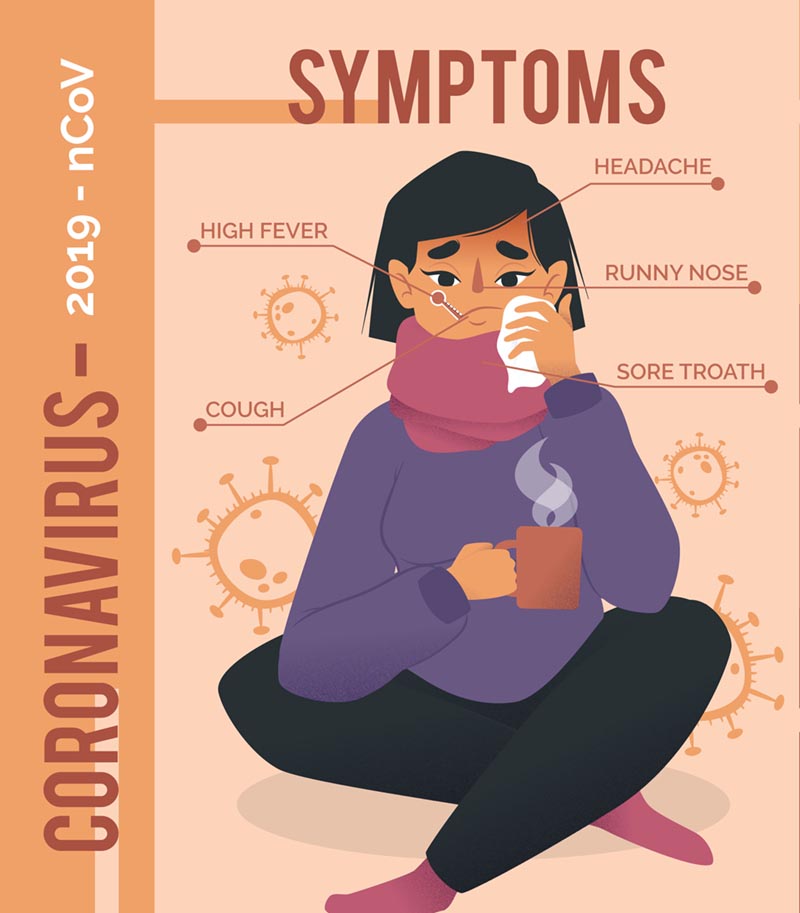 CORONAVIRUS - 2019 - nCoV
SYMPTOMS
HEADACHE
HIGH FEVER
RUNNY NOSE
SORE TROATH
COUGH